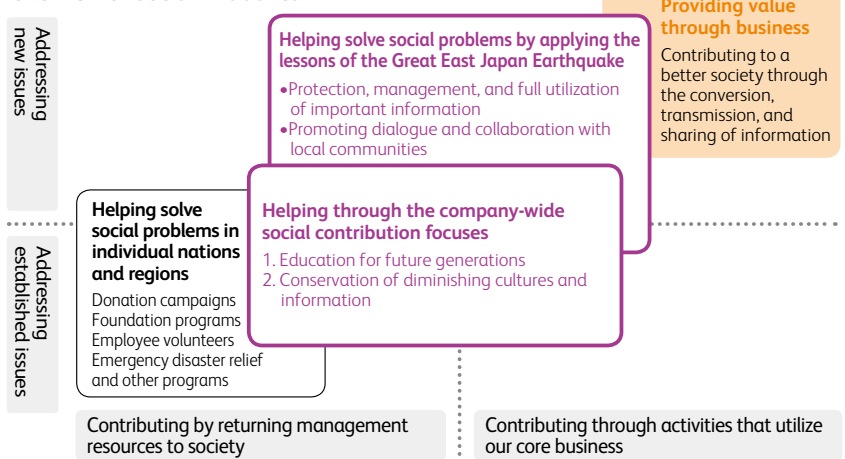 Providing value
through business
Contributing to a
better society through
the conversion,
transmission, and
sharing of information
Addressing
new issues
Helping solve social problems by applying the
lessons of the Great East Japan Earthquake
•Protection, management, and full utilization
of important information
•Promoting dialogue and collaboration with
local communities
Helping solve
social problems in
individual nations
and regions
Donation campaigns
Foundation programs
Employee volunteers
Emergency disaster relief
and other programs
Helping through the company-wide
social contribution focuses
1. Education for future generations
2. Conservation of diminishing cultures and
information
Addressing
established issues
Contributing by returning management
resources to society
Contributing through activities that utilize
our core business